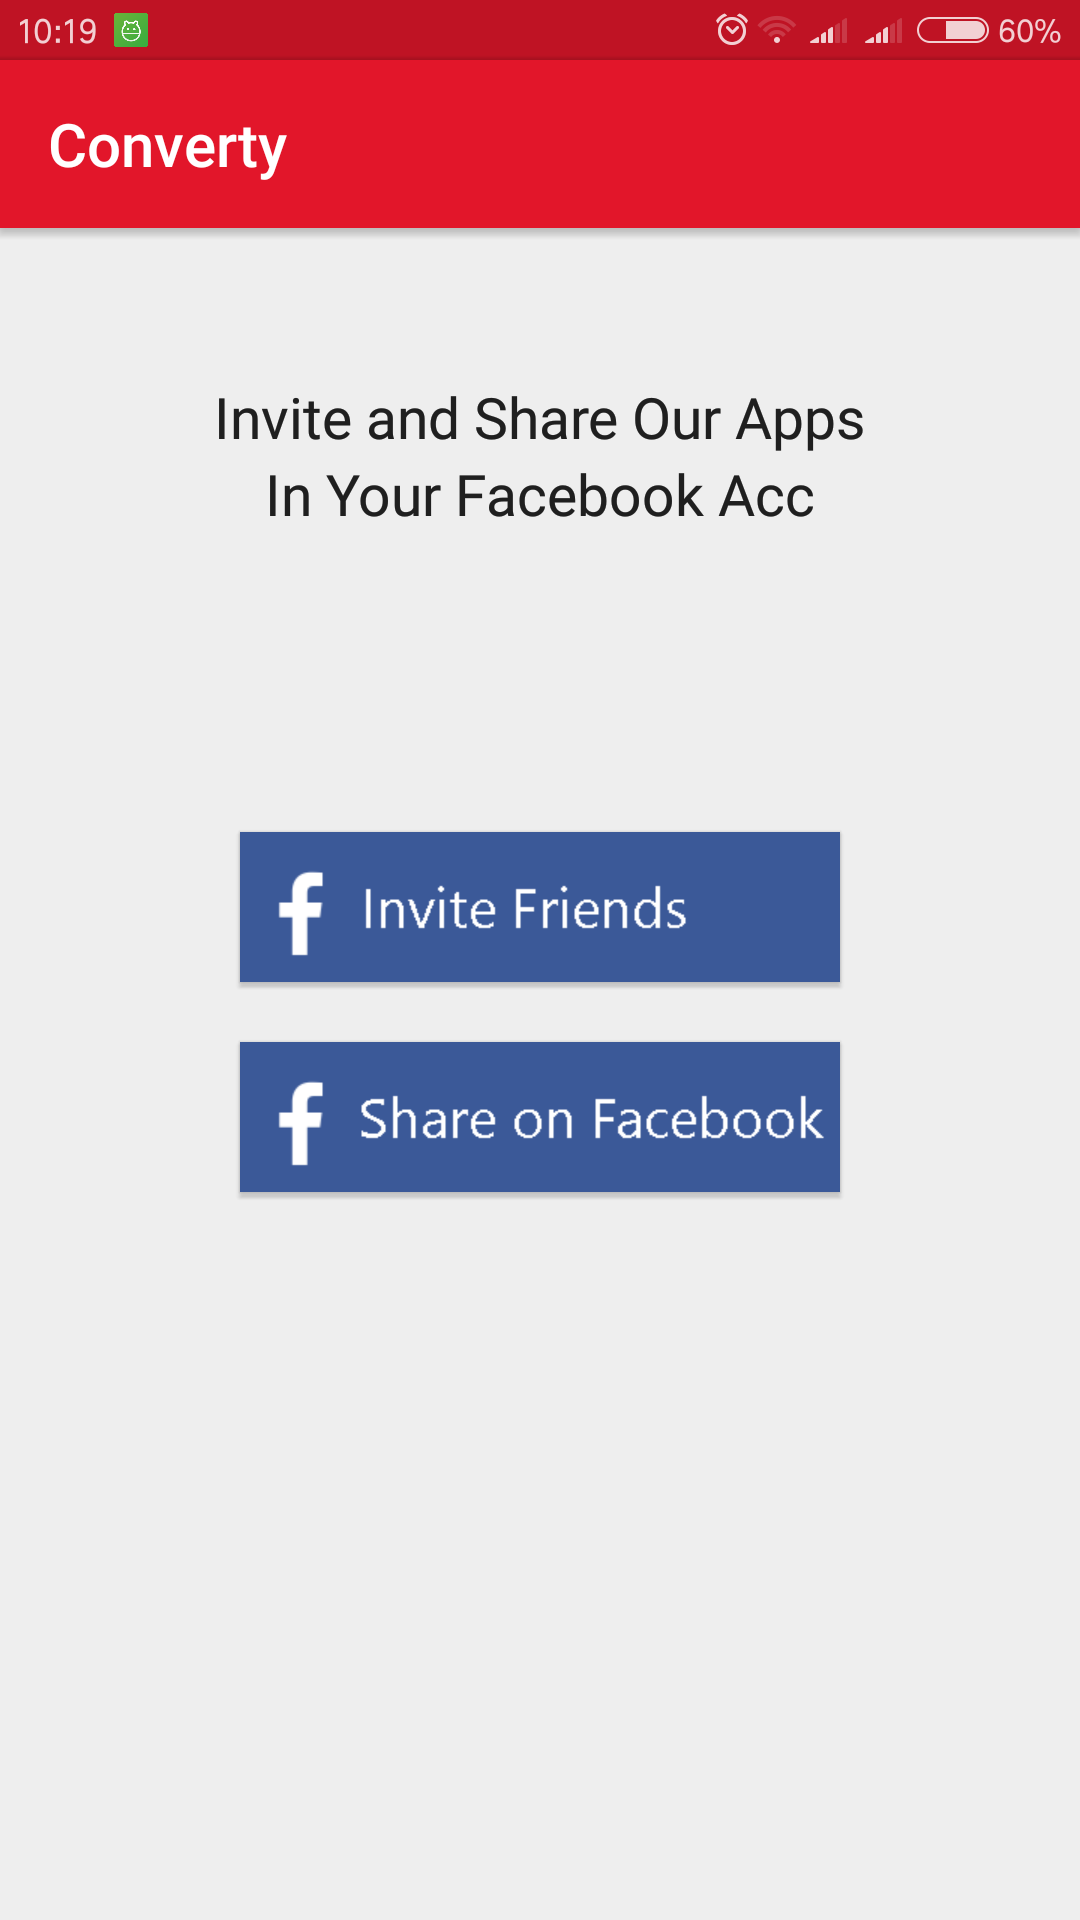 10:19 60%
Converty
Invite and Share Our Apps
In Your Facebook Acc
f Invite Friends
f Share on Facebook